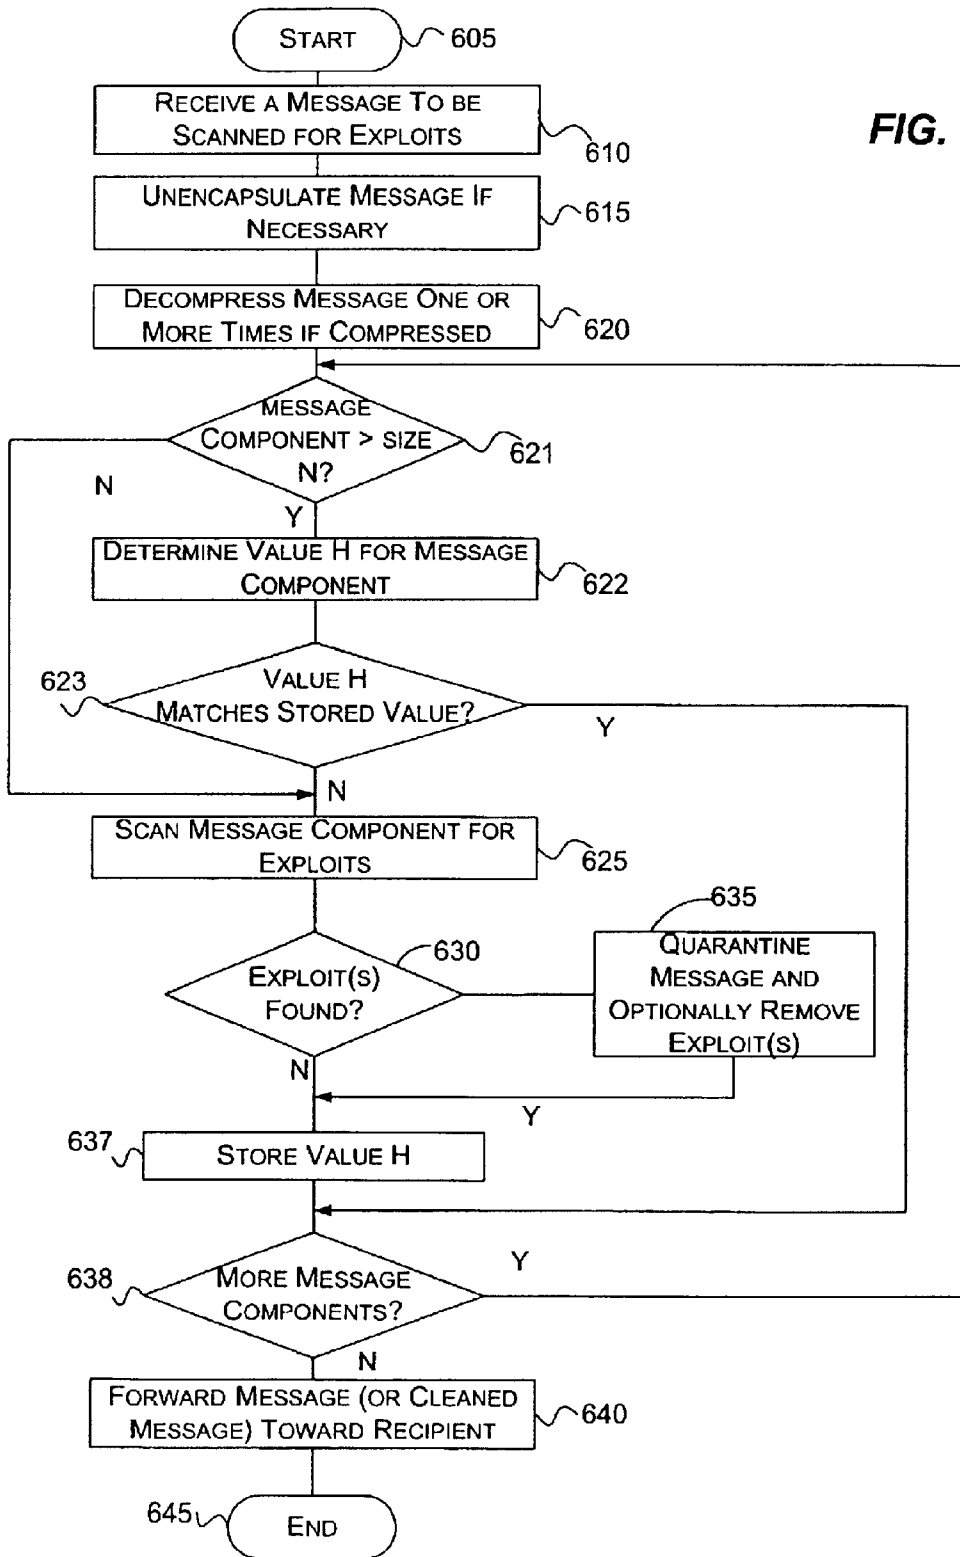 START
605
RECEIVE A MESSAGE TO BE
SCANNED FOR EXPLOITS
610
FIG.
UNENCAPSULATE MESSAGE IF
NECESSARY
615
DECOMPRESS MESSAGE ONE OR
MORE TIMES IF COMPRESSED
620
MESSAGE
COMPONENT > SIZE
N?
621
N
Y
DETERMINE VALUE H FOR MESSAGE
COMPONENT
622
623
VALUE H
MATCHES STORED VALUE?
Y
N
SCAN MESSAGE COMPONENT FOR
EXPLOITS
625
635
630
EXPLOIT(S)
FOUND?
QUARANTINE
MESSAGE AND
OPTIONALLY REMOVE
EXPLOIT(S)
N
Y
637
STORE VALUE H
638
MORE MESSAGE
COMPONENTS?
Y
N
FORWARD MESSAGE (OR CLEANED
MESSAGE) TOWARD RECIPIENT
640
645
END